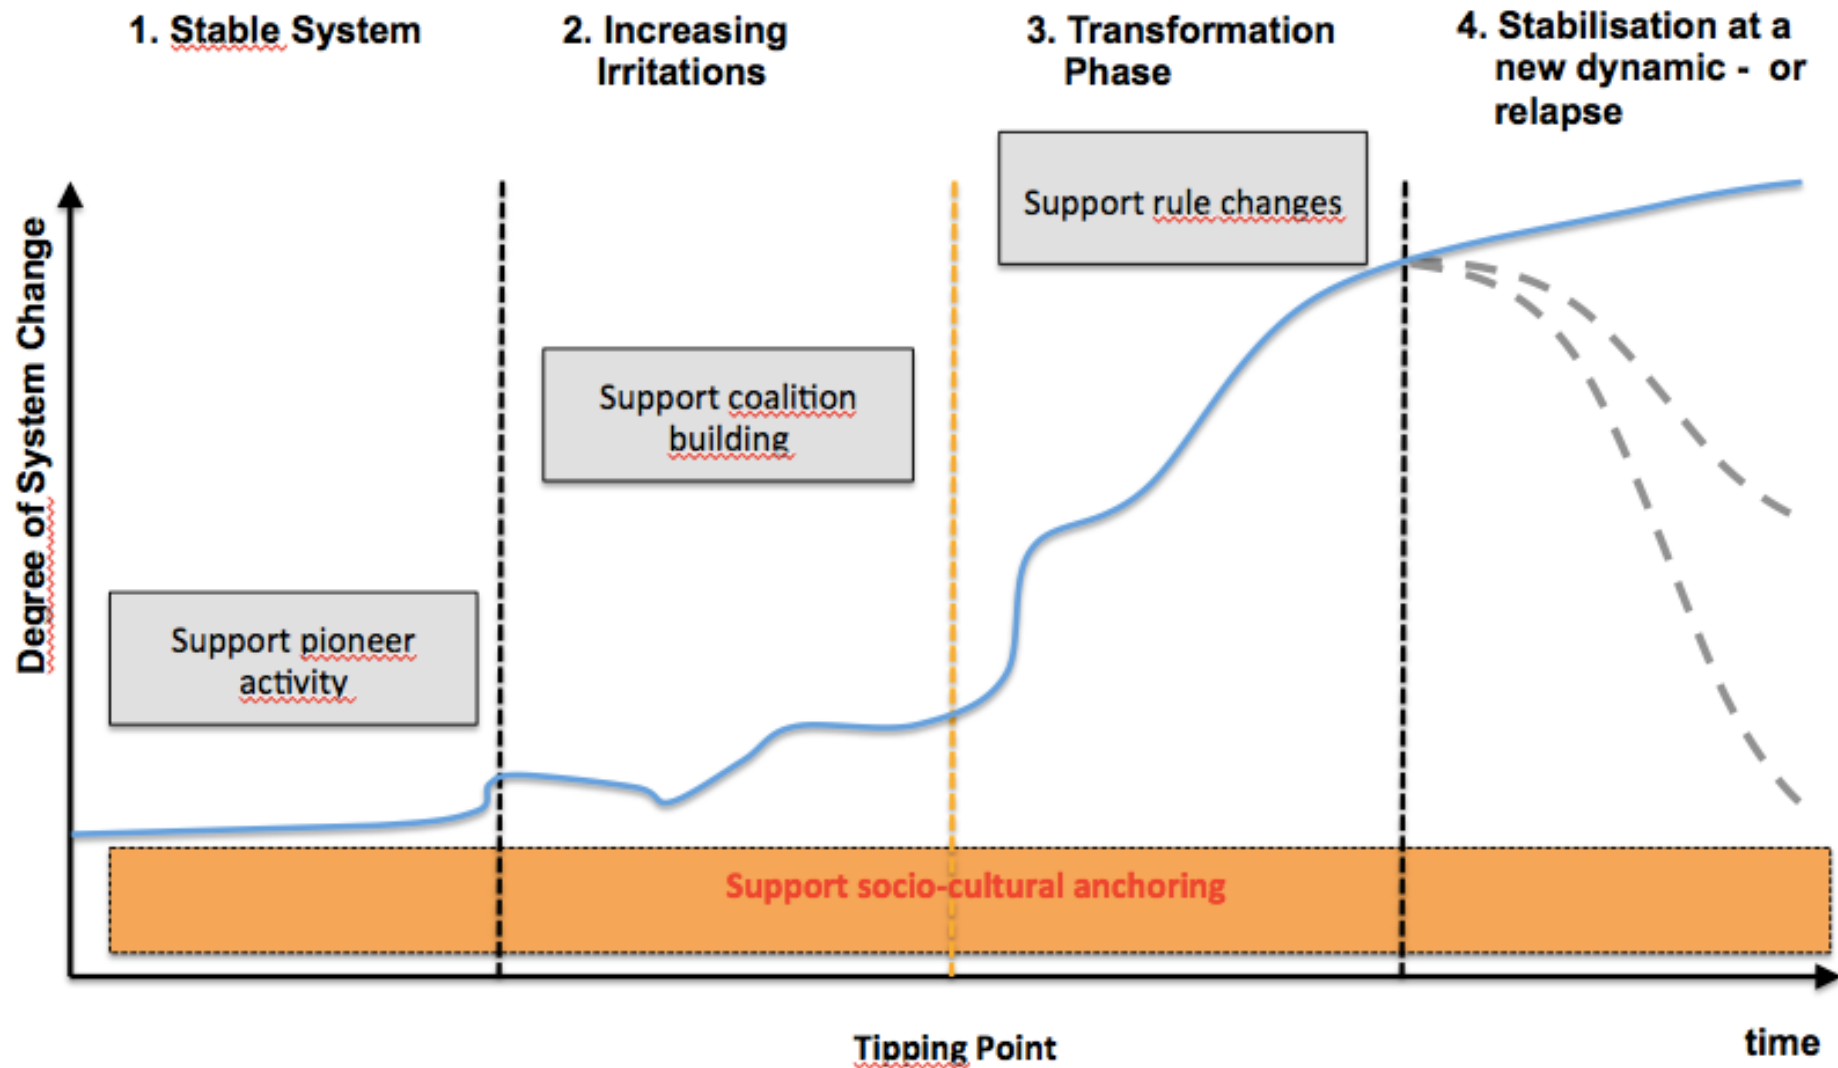 1. Stable System
2. Increasing
Irritations
3. Transformation
Phase
4. Stabilisation at a
new dynamic - or
relapse
Degree of System Change
Support rule changes
Support coalition
building
Support pioneer
activity
Support socio-cultural anchoring
Tipping Point
time